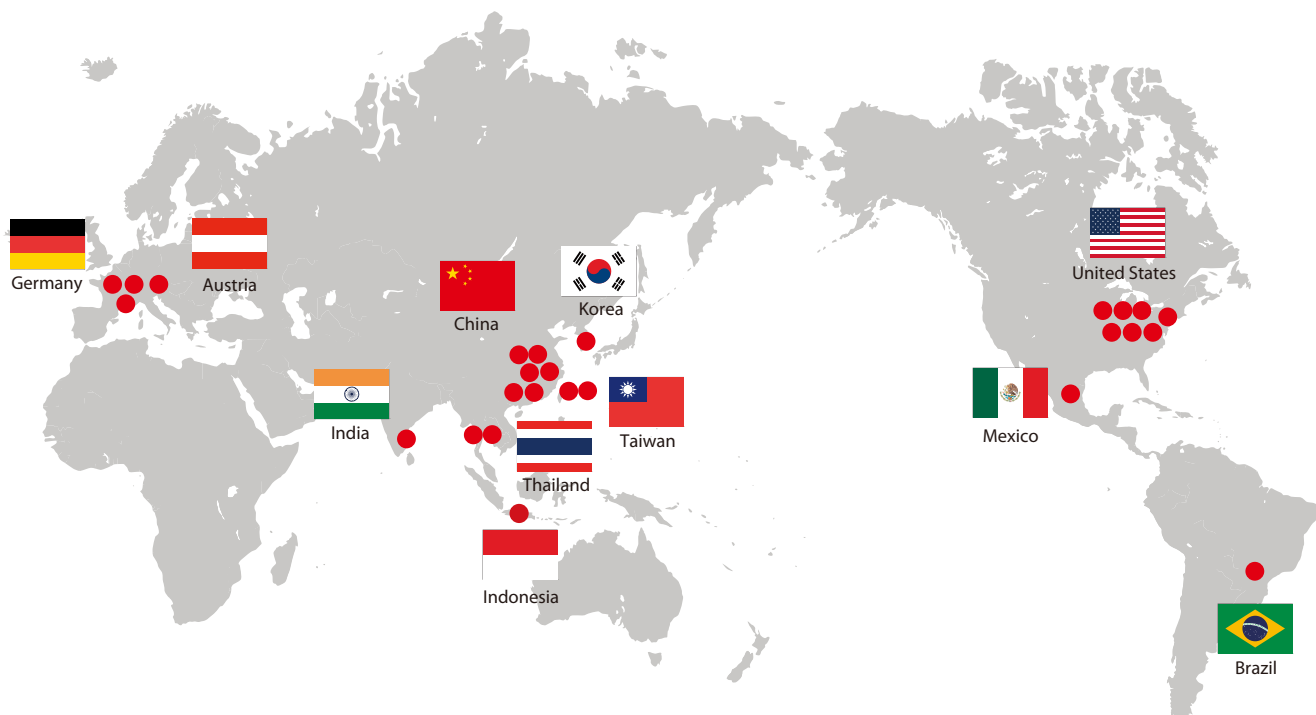 Germany
Austria
China
Korea
United States
India
Taiwan
Mexico
Thailand
Indonesia
Brazil